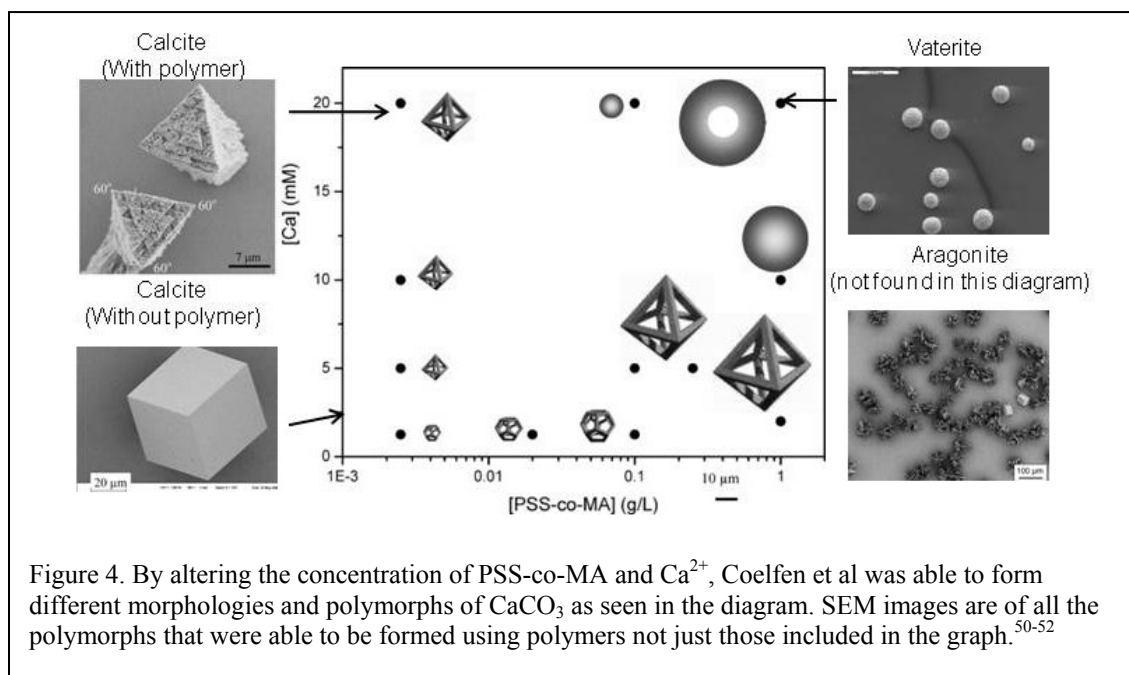 Calcite
(With polymer)
Vaterite
60°
60°
60°
7 µm
Calcite
(Without polymer)
20 µm
Aragonite
(not found in this diagram)
100 µm
[Ca] (mM)
20
15
10
5
0
1E-3
0.01
0.1
1
10 µm
[PSS-co-MA] (g/L)
Figure 4. By altering the concentration of PSS-co-MA and Ca²⁺, Coelfen et al was able to form
different morphologies and polymorphs of CaCO₃ as seen in the diagram. SEM images are of all the
polymorphs that were able to be formed using polymers not just those included in the graph.⁵⁰⁻⁵²